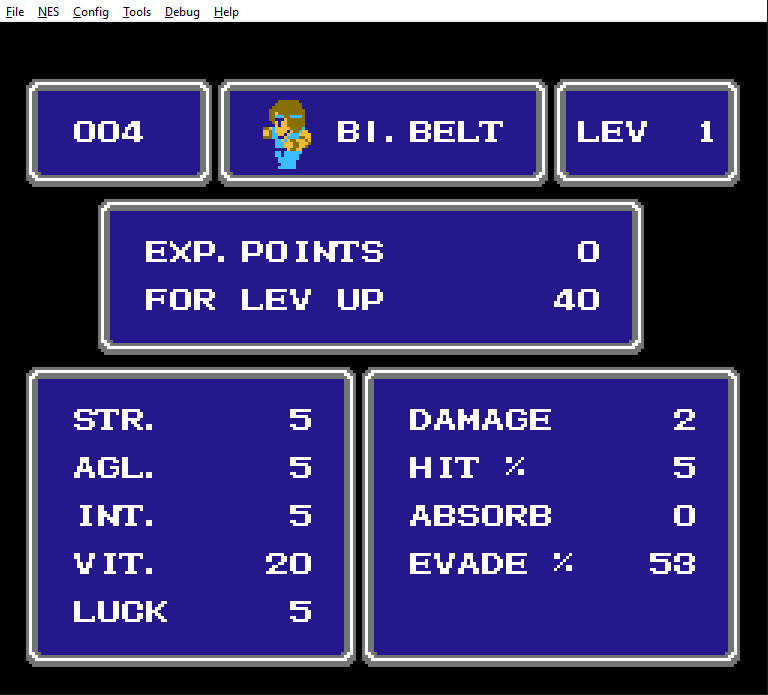 File NES Config Tools Debug Help
004 Bl.BELT LEV 1
EXP.POINTS 0
FOR LEV UP 40
STR. 5
AGL. 5
INT. 5
VIT. 20
LUCK 5
DAMAGE 2
HIT % 5
ABSORB 0
EVADE % 53